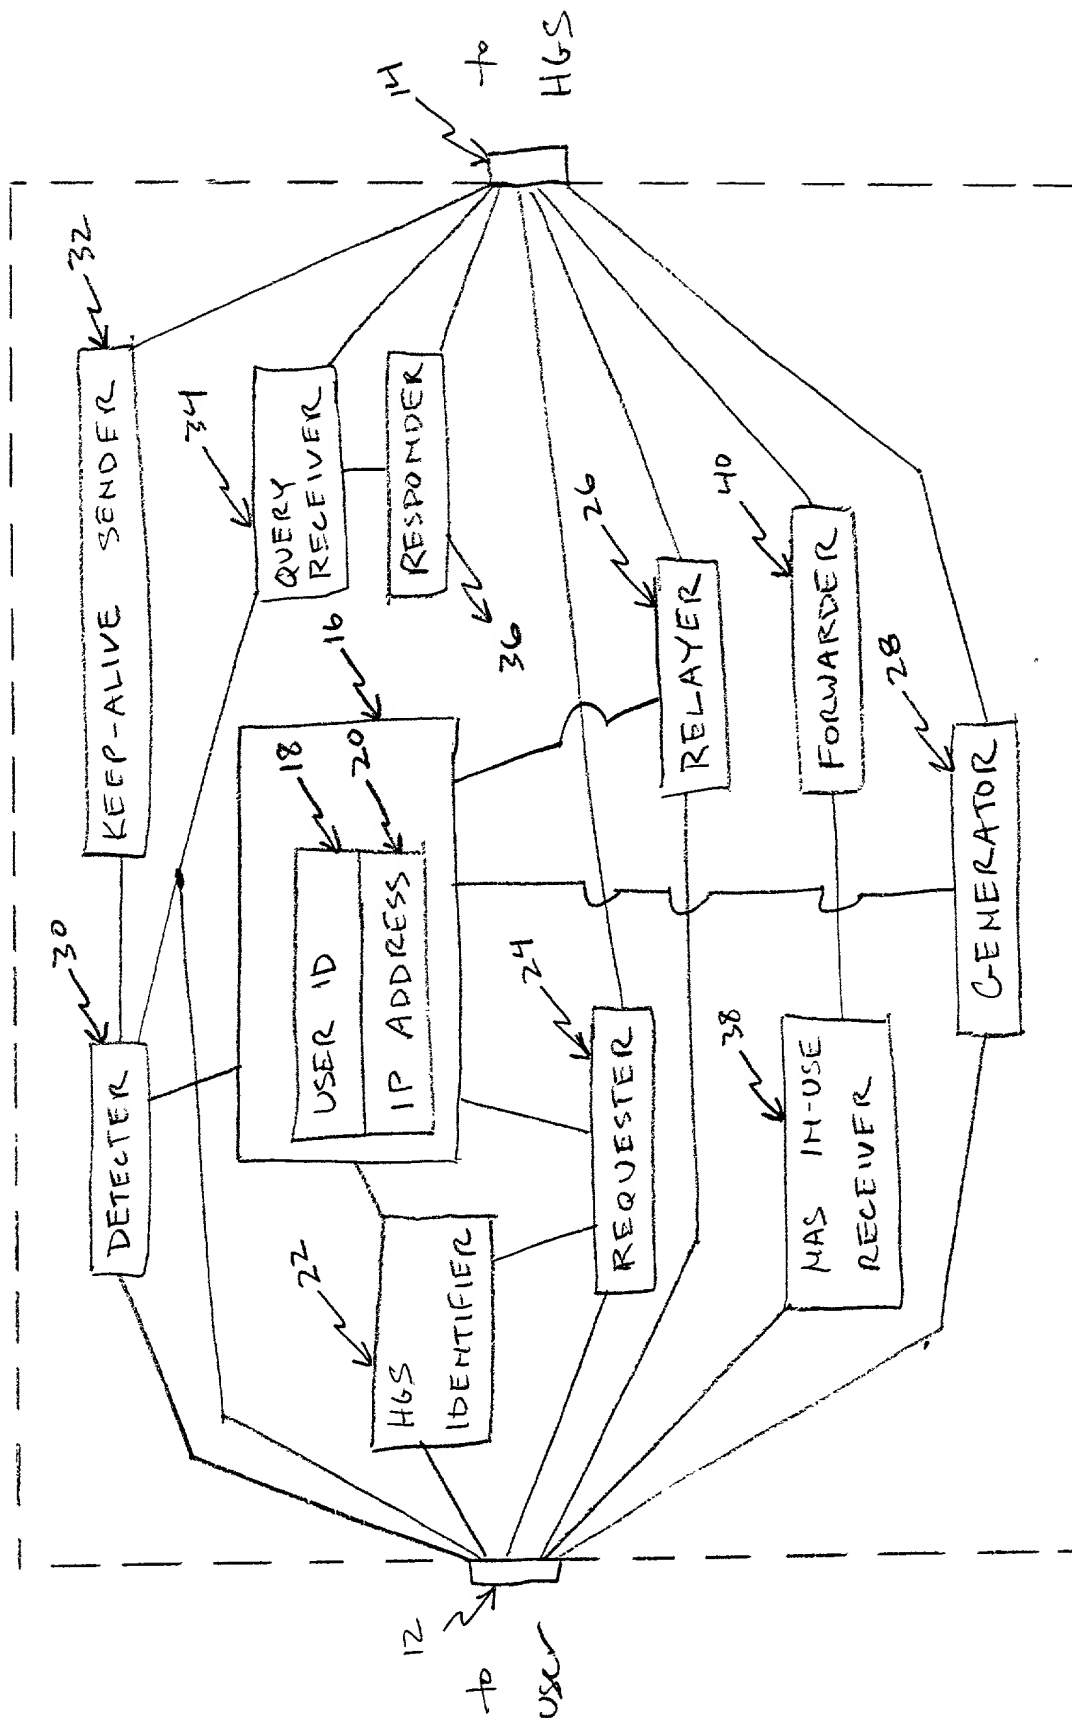 32
KEEP-ALIVE SENDER
30
DETECTER
34
QUERY
RECEIVER
RESPONDER
36
16
18
USER ID
20
IP ADDRESS
22
HGS
IDENTIFIER
14
to
HGS
12
to
user
24
REQUESTER
26
RELAYER
40
FORWARDER
38
MAS IN-USE
RECEIVER
28
GENERATOR